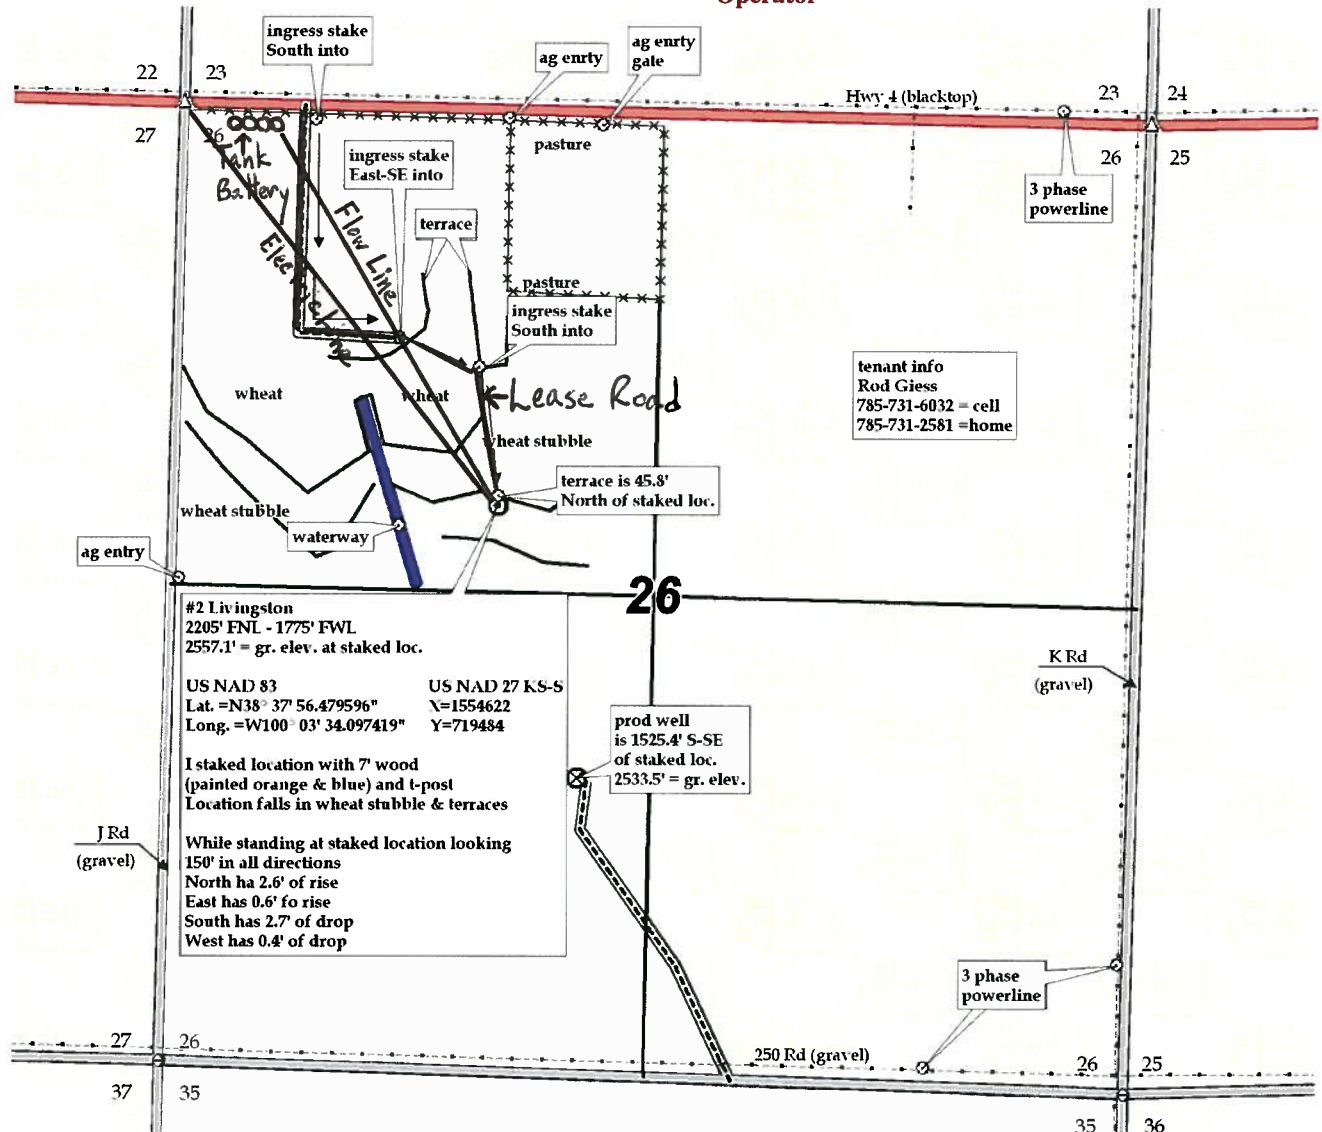 Operator
ingress stake
South into
ag enrty
ag enrty
gate
22
23
Hwy 4 (blacktop)
23
24
27
26
Tank
Battery
ingress stake
East-SE into
pasture
26
25
3 phase
powerline
Flow Line
Electric Line
terrace
pasture
ingress stake
South into
tenant info
Rod Giess
785-731-6032 = cell
785-731-2581 =home
wheat
wheat
Lease Road
wheat stubble
terrace is 45.8'
North of staked loc.
wheat stubble
waterway
ag entry
26
#2 Livingston
2205' FNL - 1775' FWL
2557.1' = gr. elev. at staked loc.
US NAD 83
Lat. =N38° 37' 56.479596"
Long. =W100° 03' 34.097419"
US NAD 27 KS-S
X=1554622
Y=719484
I staked location with 7' wood
(painted orange & blue) and t-post
Location falls in wheat stubble & terraces
While standing at staked location looking
150' in all directions
North ha 2.6' of rise
East has 0.6' fo rise
South has 2.7' of drop
West has 0.4' of drop
K Rd
(gravel)
prod well
is 1525.4' S-SE
of staked loc.
2533.5' = gr. elev.
J Rd
(gravel)
3 phase
powerline
27
26
250 Rd (gravel)
26
25
37
35
35
36